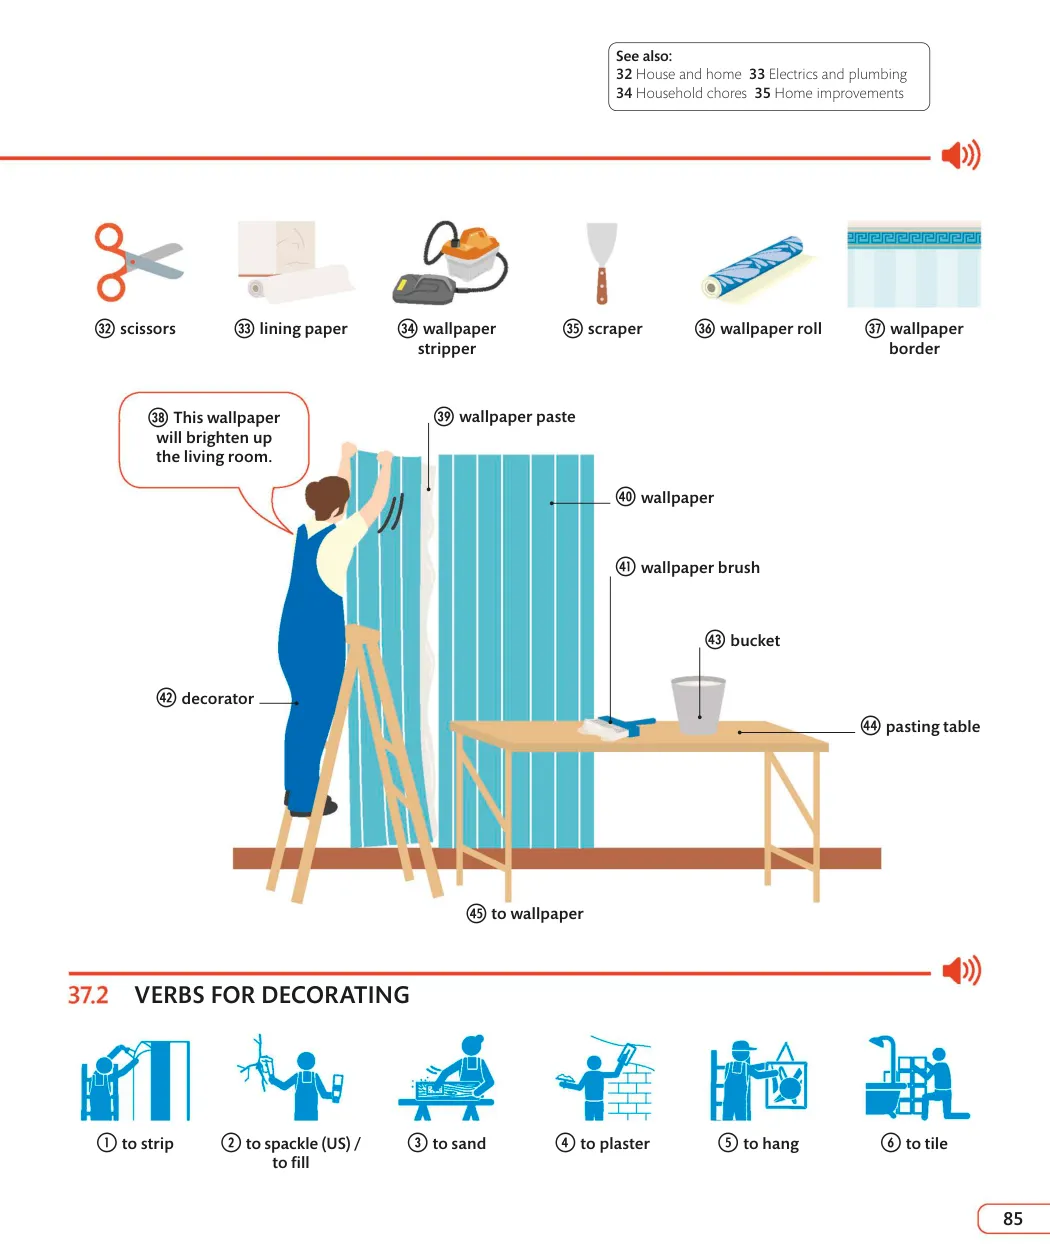 See also:
32 House and home 33 Electrics and plumbing
34 Household chores 35 Home improvements
㉜ scissors
㉝ lining paper
㉞ wallpaper
stripper
㉟ scraper
㊱ wallpaper roll
㊲ wallpaper
border
㊳ This wallpaper
will brighten up
the living room.
㊴ wallpaper paste
㊵ wallpaper
㊶ wallpaper brush
㊸ bucket
㊷ decorator
㊹ pasting table
㊺ to wallpaper
37.2 VERBS FOR DECORATING
① to strip
② to spackle (US) /
to fill
③ to sand
④ to plaster
⑤ to hang
⑥ to tile
85